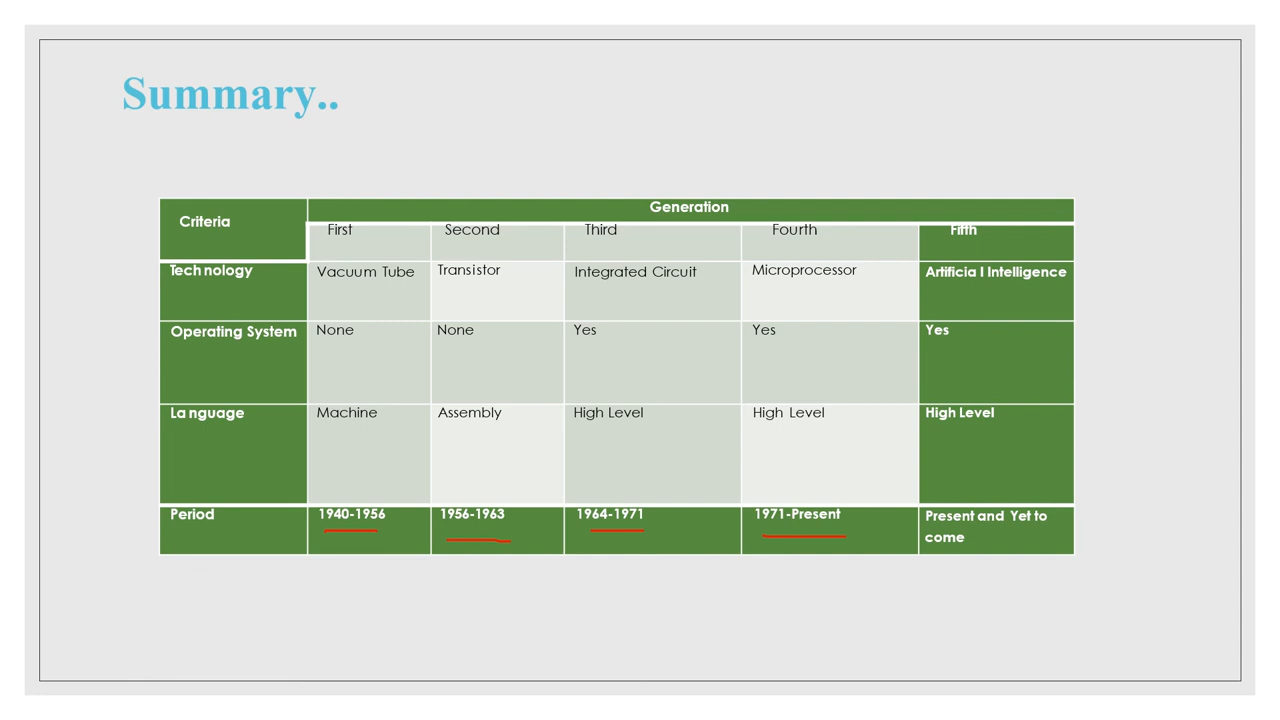 Summary..
Criteria
Generation
First Second Third Fourth Fifth
Technology Vacuum Tube Transistor Integrated Circuit Microprocessor Artificia l Intelligence
Operating System None None Yes Yes Yes
La nguage Machine Assembly High Level High Level High Level
Period 1940-1956 1956-1963 1964-1971 1971-Present Present and Yet to
come